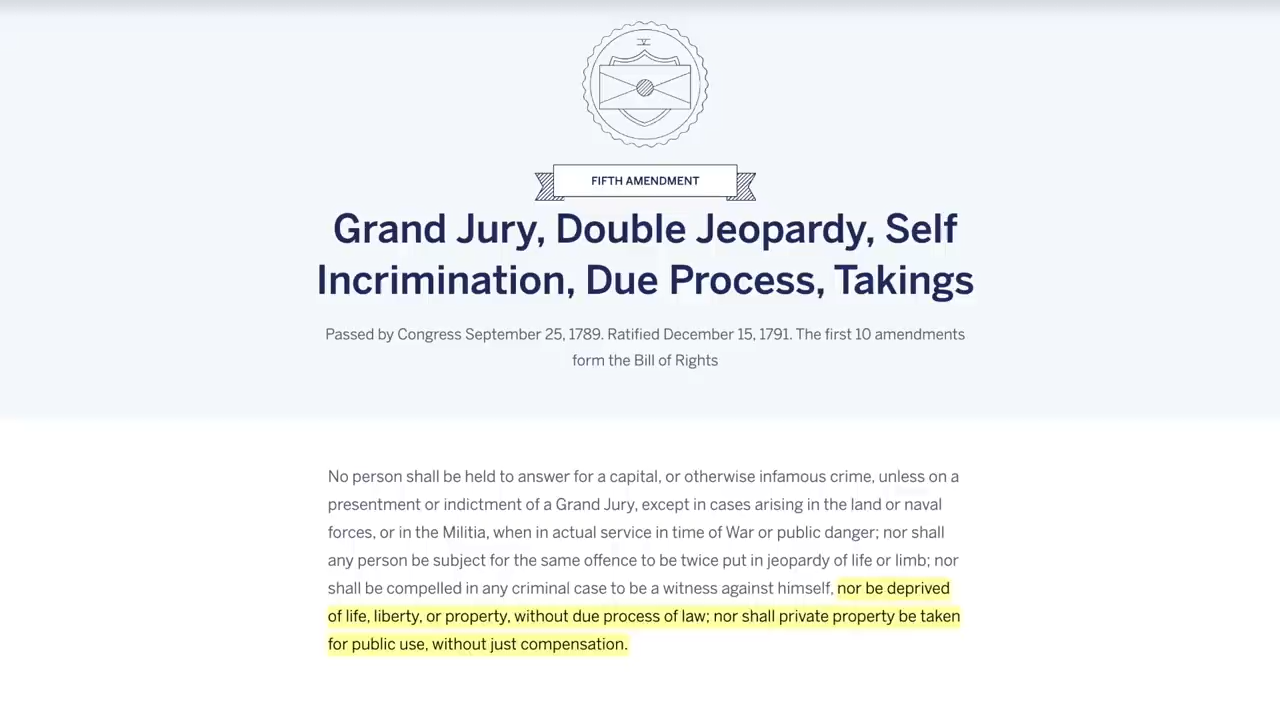 V
FIFTH AMENDMENT
Grand Jury, Double Jeopardy, Self
Incrimination, Due Process, Takings
Passed by Congress September 25, 1789. Ratified December 15, 1791. The first 10 amendments
form the Bill of Rights
No person shall be held to answer for a capital, or otherwise infamous crime, unless on a
presentment or indictment of a Grand Jury, except in cases arising in the land or naval
forces, or in the Militia, when in actual service in time of War or public danger; nor shall
any person be subject for the same offence to be twice put in jeopardy of life or limb; nor
shall be compelled in any criminal case to be a witness against himself, nor be deprived
of life, liberty, or property, without due process of law; nor shall private property be taken
for public use, without just compensation.